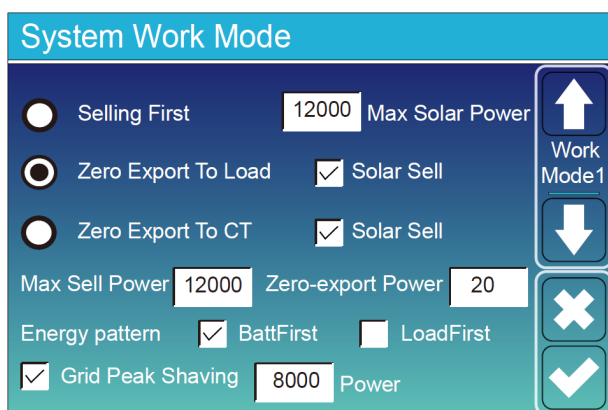 System Work Mode
Selling First 12000 Max Solar Power
Zero Export To Load Solar Sell
Work
Mode1
Zero Export To CT Solar Sell
Max Sell Power 12000 Zero-export Power 20
Energy pattern BattFirst LoadFirst
Grid Peak Shaving 8000 Power